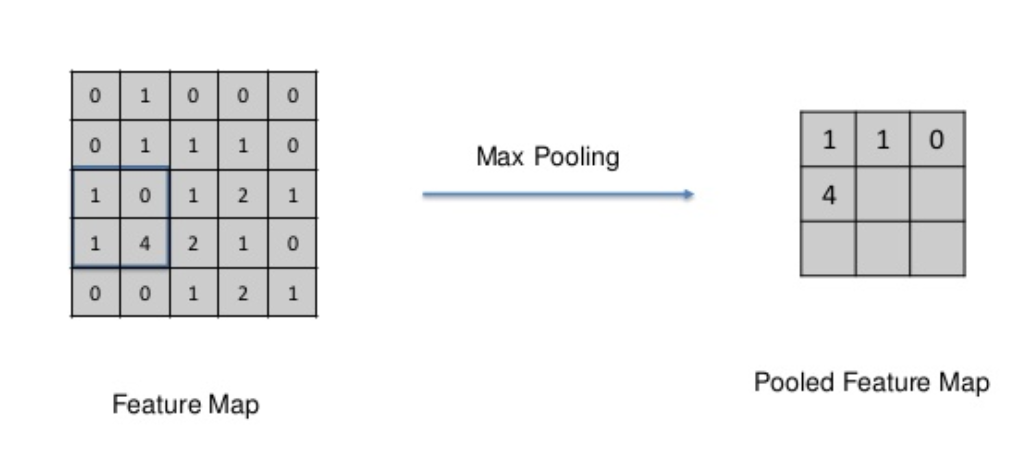 0 1 0 0 0
0 1 1 1 0
1 0 1 2 1
1 4 2 1 0
0 0 1 2 1
Feature Map
Max Pooling
1 1 0
4
Pooled Feature Map